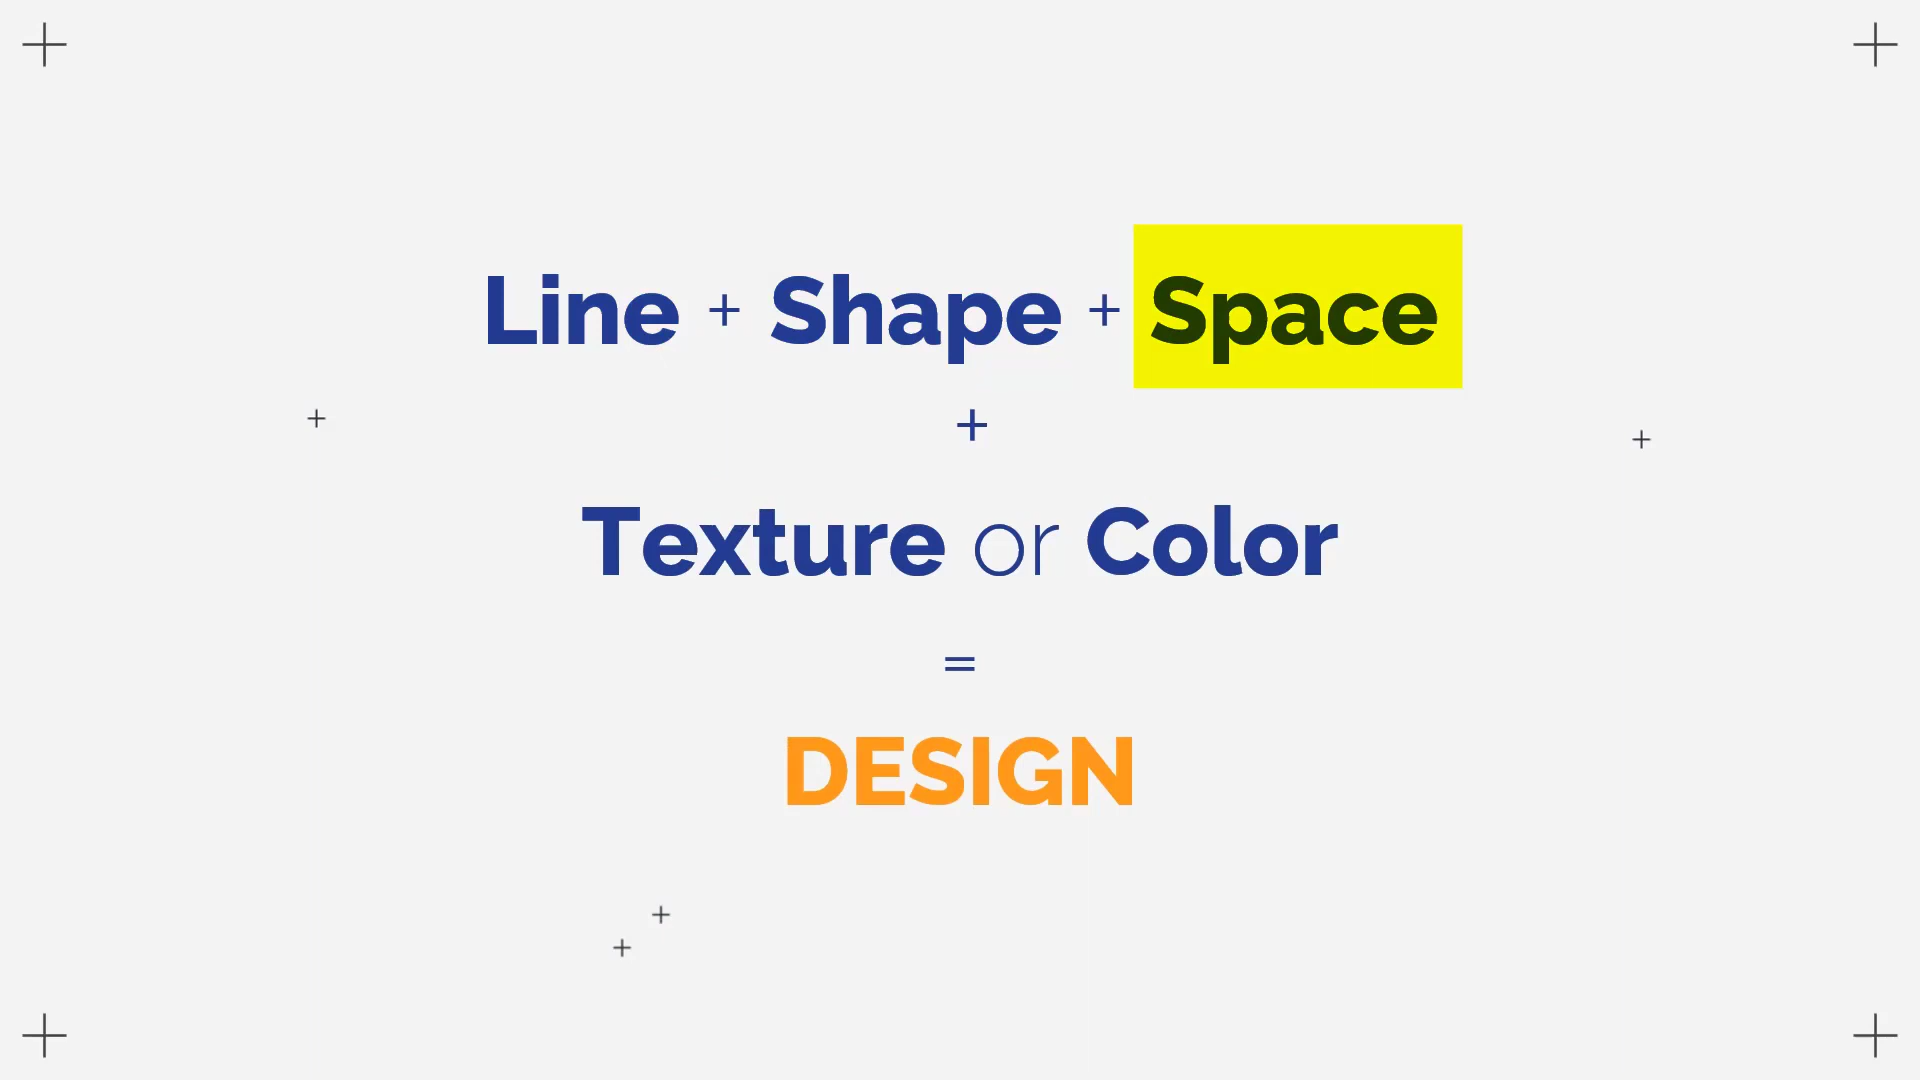 Line + Shape + Space
+
Texture or Color
=
DESIGN